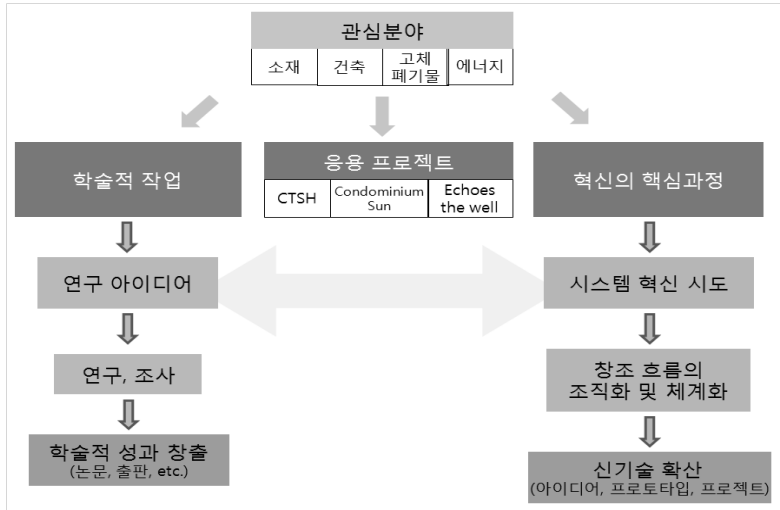 관심분야
소재
건축
고체
폐기물
에너지
학술적 작업
응용 프로젝트
CTSH
Condominium
Sun
Echoes
the well
혁신의 핵심과정
연구 아이디어
시스템 혁신 시도
연구, 조사
창조 흐름의
조직화 및 체계화
학술적 성과 창출
(논문, 출판, etc.)
신기술 확산
(아이디어, 프로토타입, 프로젝트)